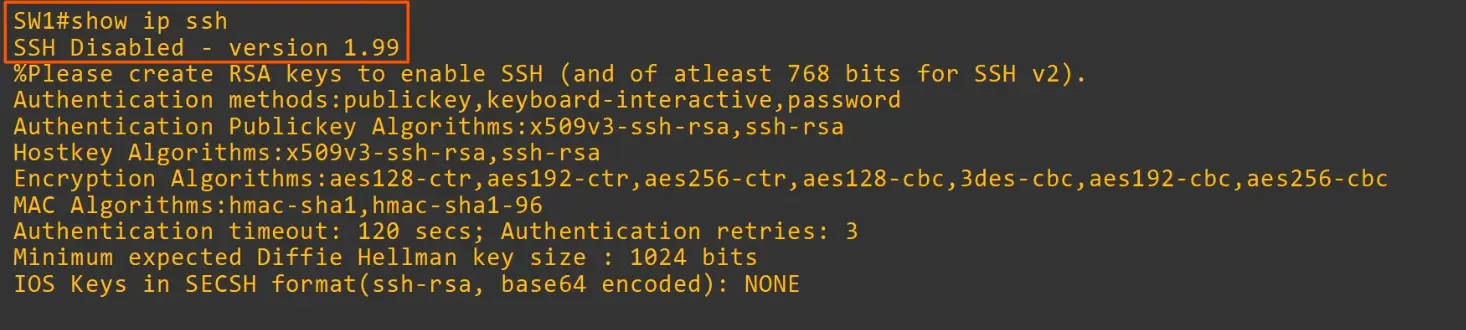 SW1#show ip ssh
SSH Disabled - version 1.99
%Please create RSA keys to enable SSH (and of atleast 768 bits for SSH v2).
Authentication methods:publickey,keyboard-interactive,password
Authentication Publickey Algorithms:x509v3-ssh-rsa,ssh-rsa
Hostkey Algorithms:x509v3-ssh-rsa,ssh-rsa
Encryption Algorithms:aes128-ctr,aes192-ctr,aes256-ctr,aes128-cbc,3des-cbc,aes192-cbc,aes256-cbc
MAC Algorithms:hmac-sha1,hmac-sha1-96
Authentication timeout: 120 secs; Authentication retries: 3
Minimum expected Diffie Hellman key size : 1024 bits
IOS Keys in SECSH format(ssh-rsa, base64 encoded): NONE